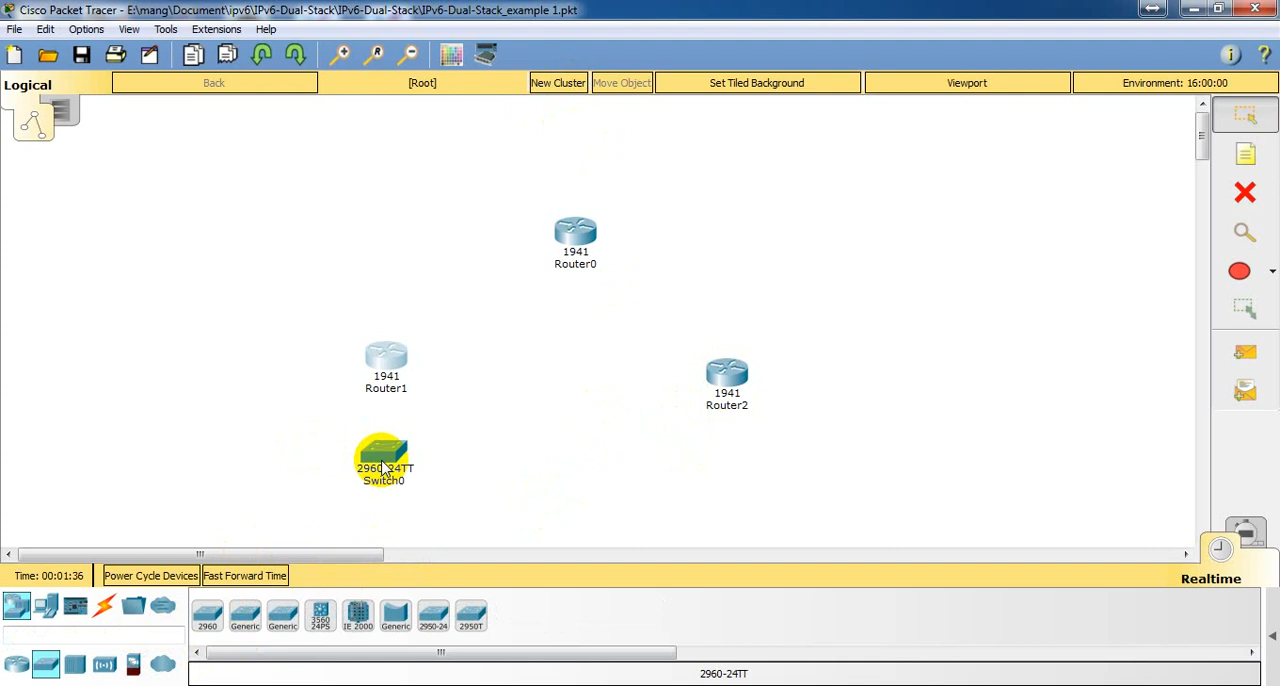 Cisco Packet Tracer - E:\mang\Document\ipv6\IPv6-Dual-Stack\IPv6-Dual-Stack\IPv6-Dual-Stack_example 1.pkt
File Edit Options View Tools Extensions Help
Logical Back [Root] New Cluster Move Object Set Tiled Background Viewport Environment: 16:00:00
1941
Router0
1941
Router1
1941
Router2
2960-24TT
Switch0
Time: 00:01:36 Power Cycle Devices Fast Forward Time Realtime
2960 Generic Generic 3560 24PS IE 2000 Generic 2950-24 2950T
2960-24TT